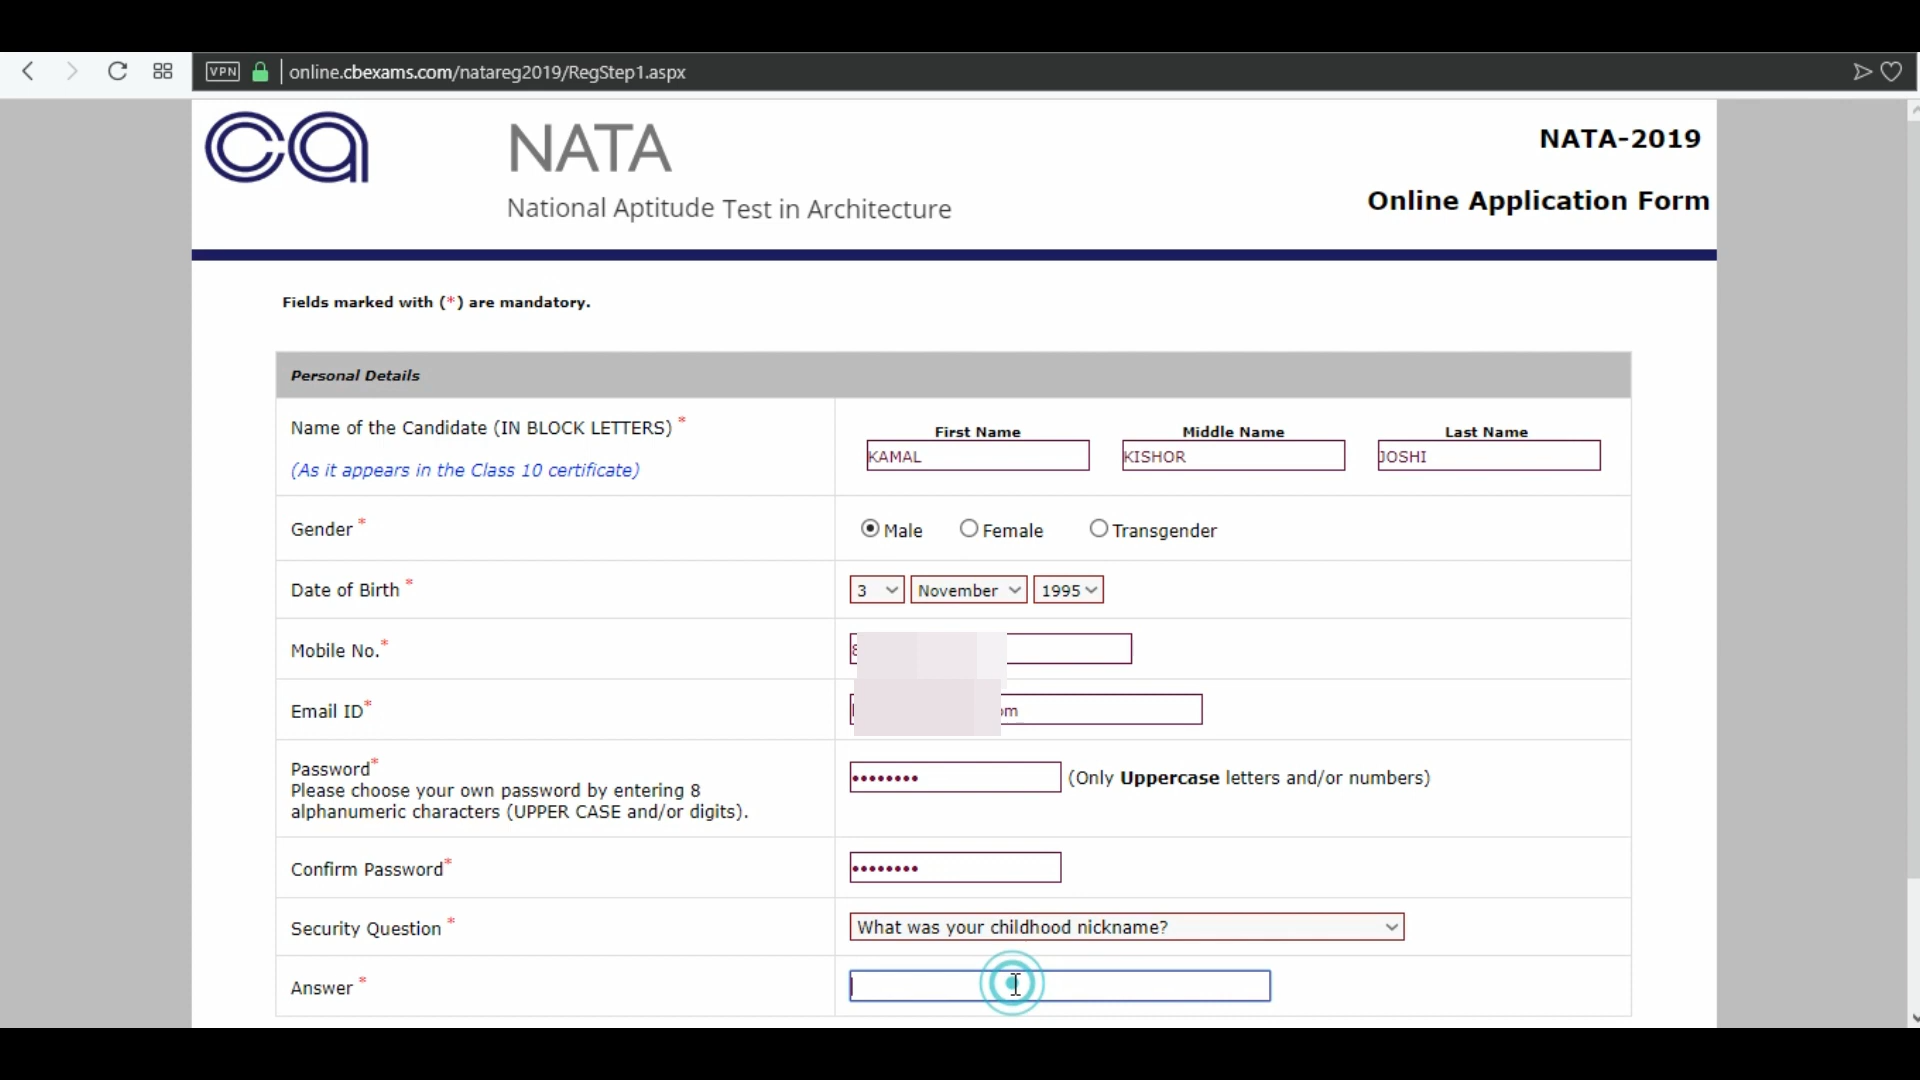 VPN online.cbexams.com/natareg2019/RegStep1.aspx
ca NATA NATA-2019
National Aptitude Test in Architecture Online Application Form
Fields marked with (*) are mandatory.
Personal Details
Name of the Candidate (IN BLOCK LETTERS) * First Name Middle Name Last Name
KAMAL KISHOR JOSHI
(As it appears in the Class 10 certificate)
Gender * Male Female Transgender
Date of Birth * 3 November 1995
Mobile No.* 8
Email ID* om
Password*
Please choose your own password by entering 8
alphanumeric characters (UPPER CASE and/or digits).
•••••••• (Only Uppercase letters and/or numbers)
Confirm Password* ••••••••
Security Question * What was your childhood nickname?
Answer *